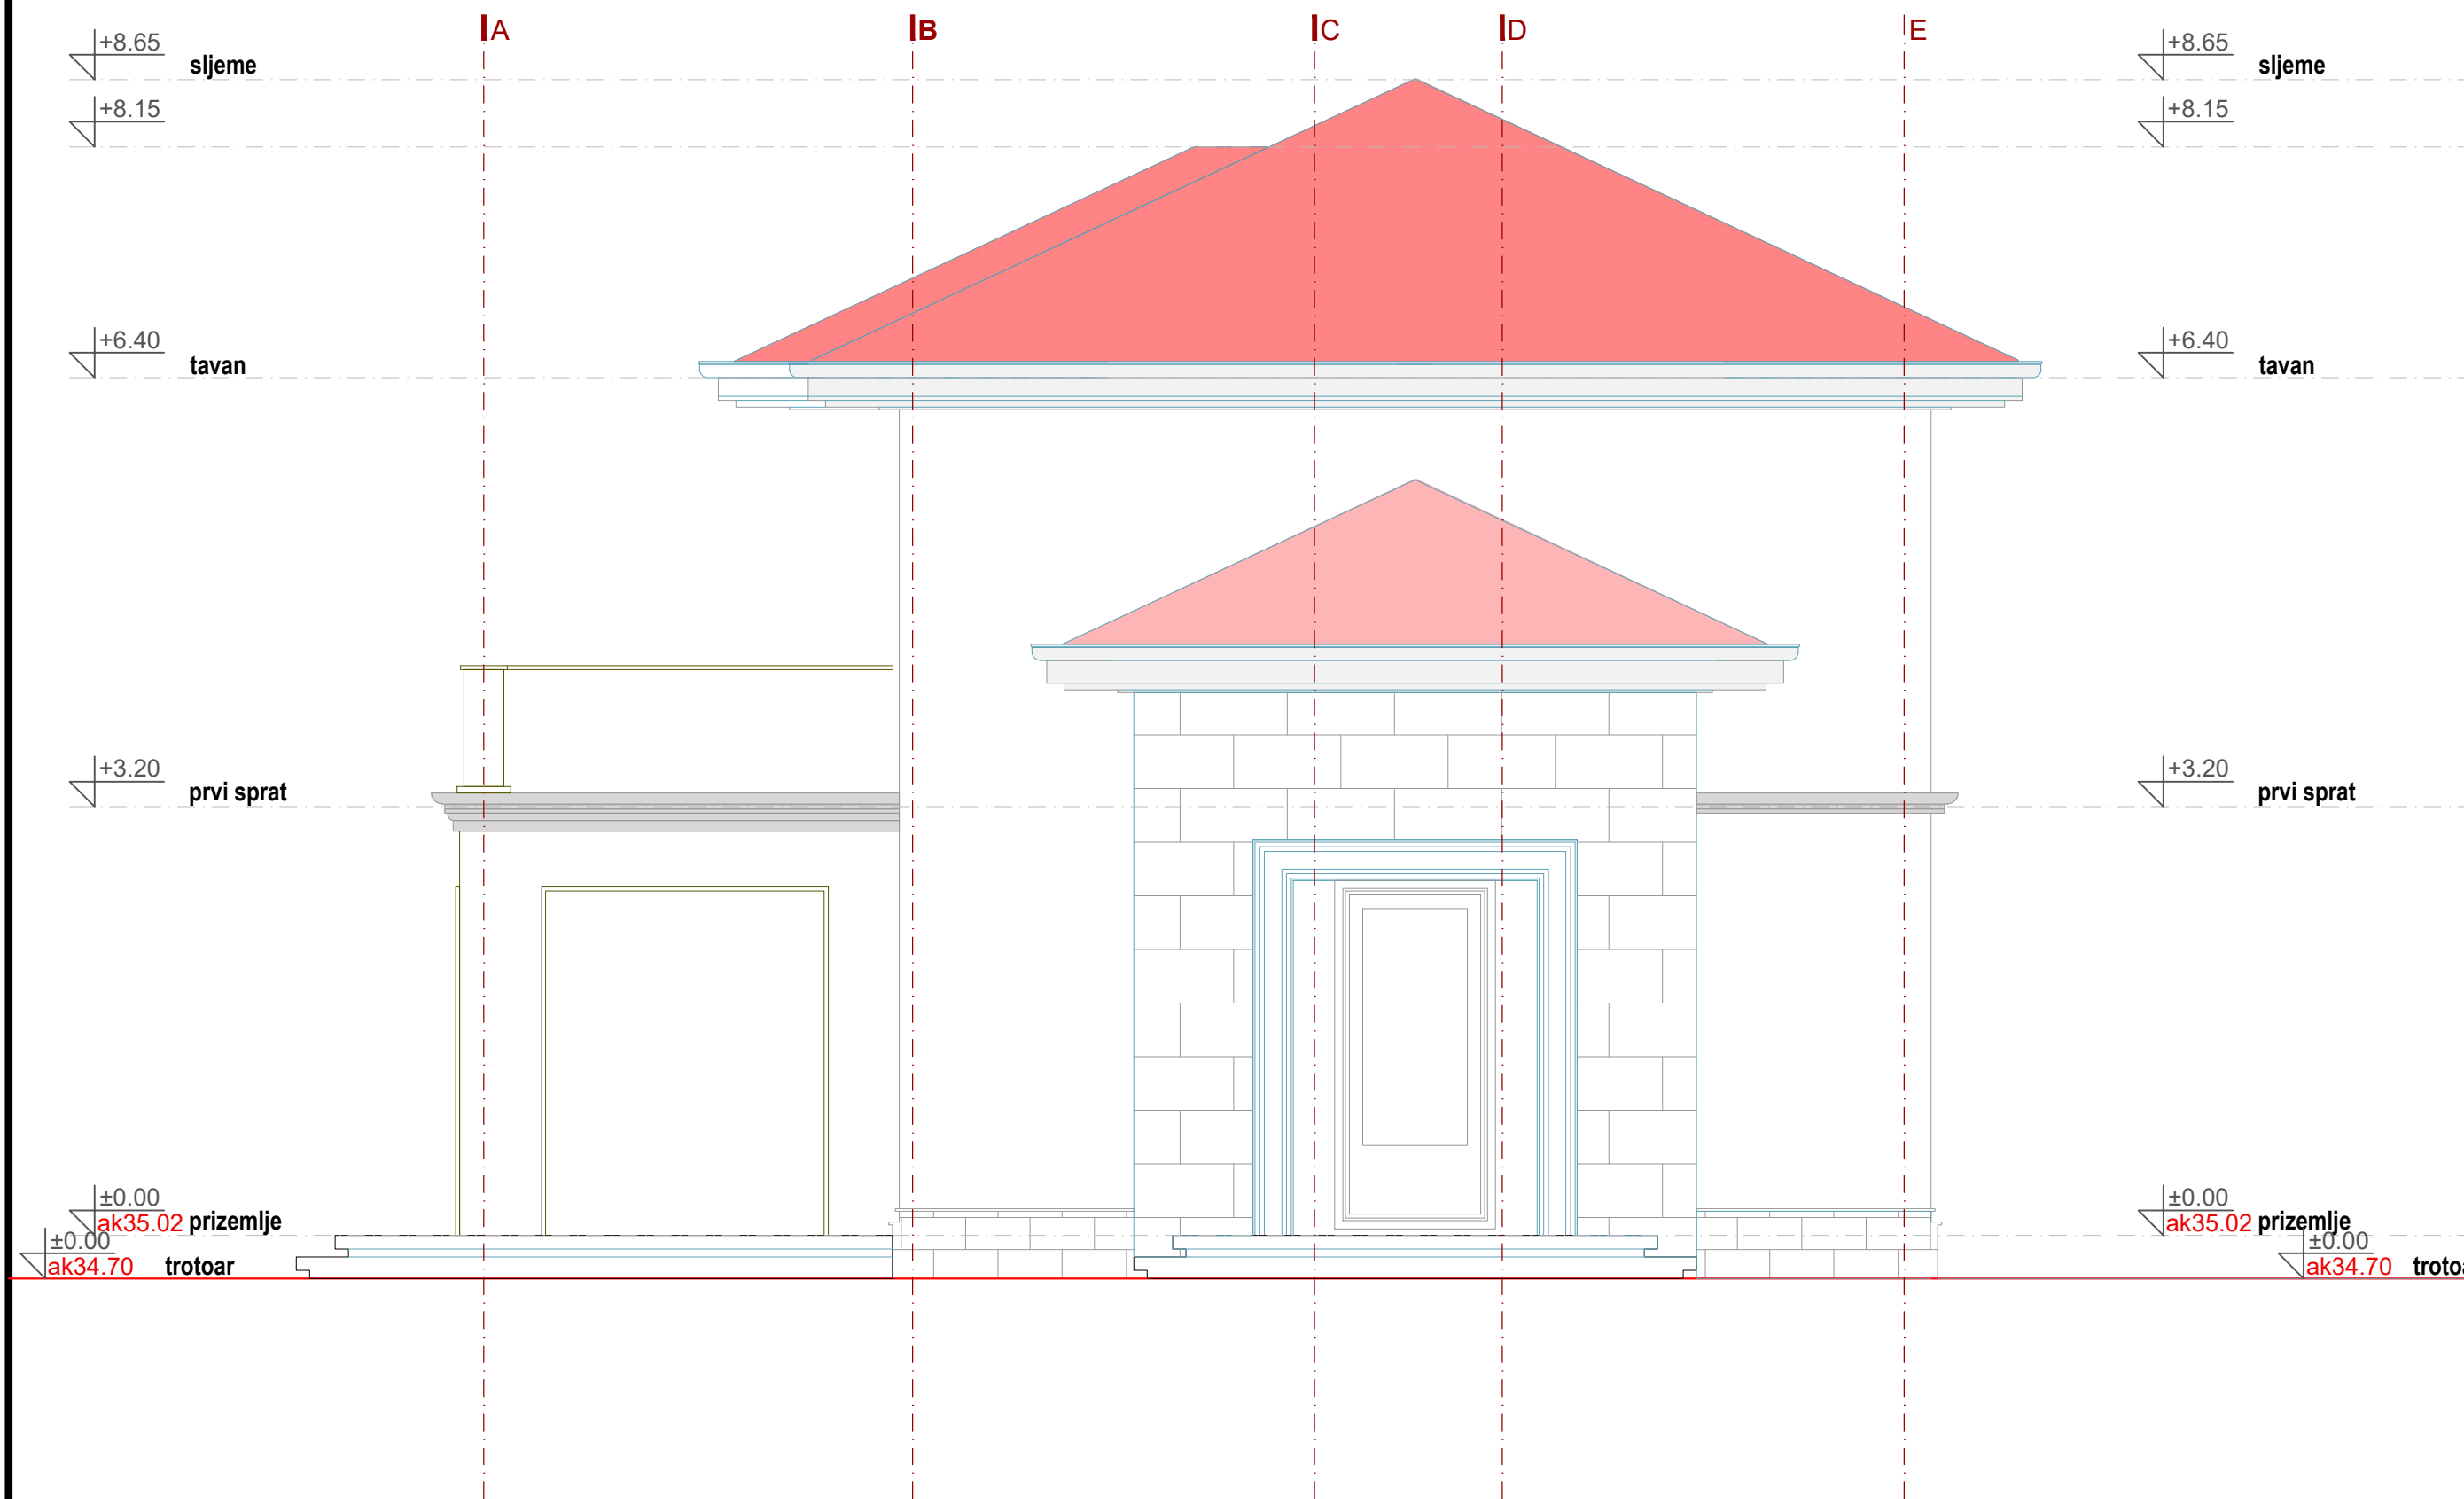 A B C D E
+8.65 sljeme +8.65 sljeme
+8.15 +8.15
+6.40 tavan +6.40 tavan
+3.20 prvi sprat +3.20 prvi sprat
±0.00 ±0.00
ak35.02 prizemlje ak35.02 prizemlje
±0.00 ±0.00
ak34.70 trotoar ak34.70 trotoa